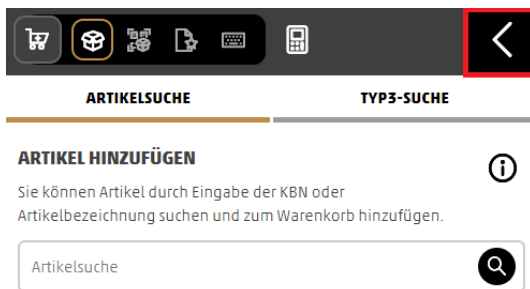 ARTIKELSUCHE TYP3-SUCHE
ARTIKEL HINZUFÜGEN
Sie können Artikel durch Eingabe der KBN oder
Artikelbezeichnung suchen und zum Warenkorb hinzufügen.
Artikelsuche